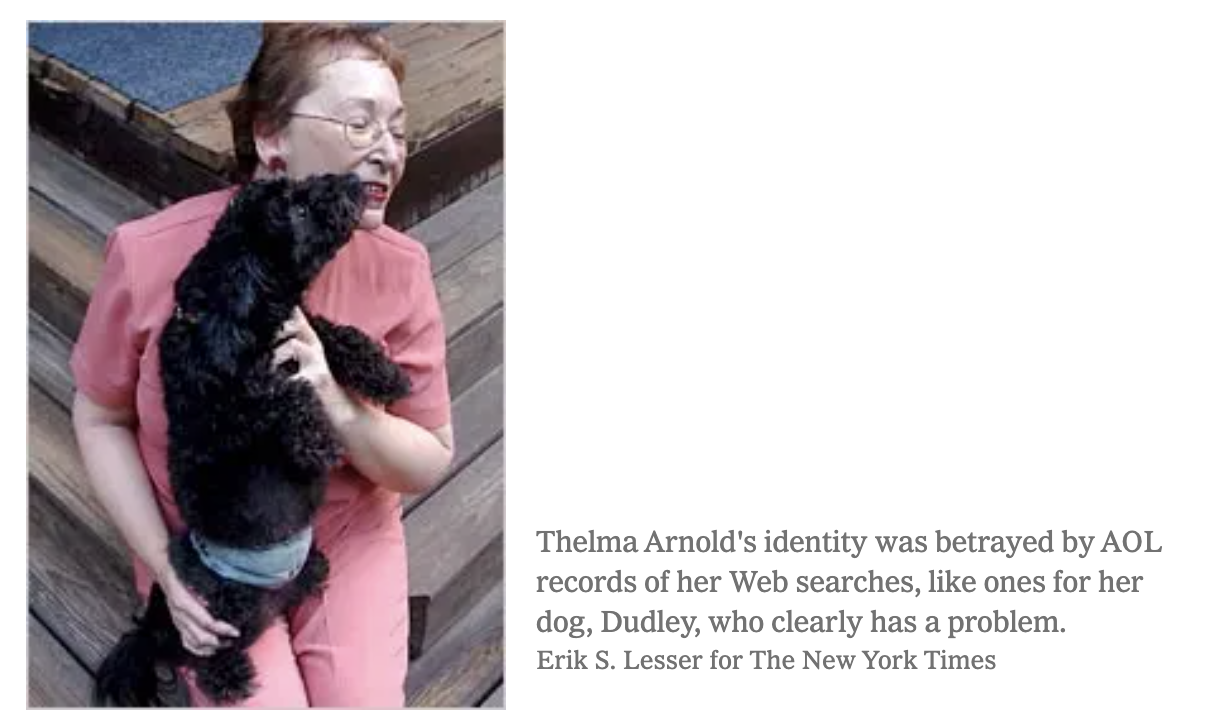 Thelma Arnold's identity was betrayed by AOL
records of her Web searches, like ones for her
dog, Dudley, who clearly has a problem.
Erik S. Lesser for The New York Times